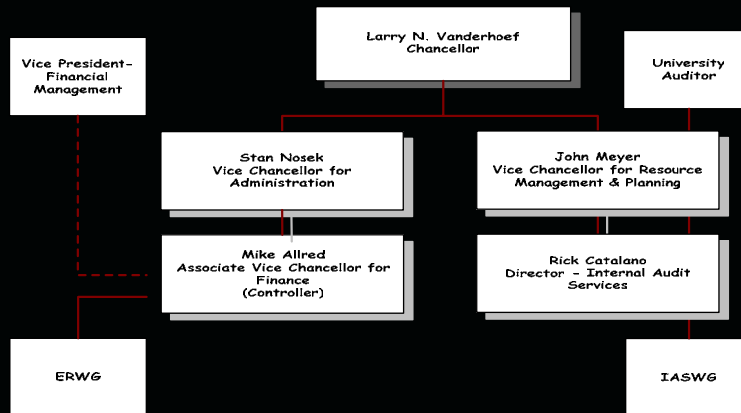 Larry N. Vanderhoef
Chancellor
Vice President-
Financial
Management
University
Auditor
Stan Nosek
Vice Chancellor for
Administration
John Meyer
Vice Chancellor for Resource
Management & Planning
Mike Allred
Associate Vice Chancellor for
Finance
(Controller)
Rick Catalano
Director - Internal Audit
Services
ERWG
IASWG